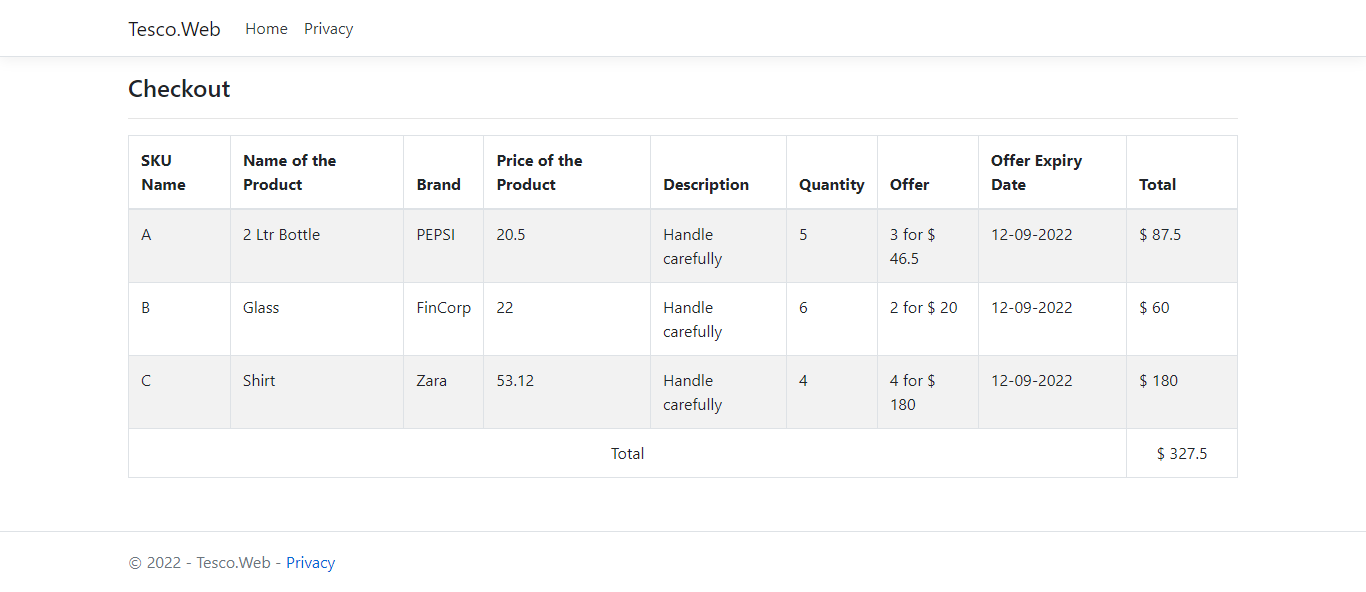 Tesco.Web Home Privacy
Checkout
SKU Name Name of the Product Brand Price of the Product Description Quantity Offer Offer Expiry Date Total
A 2 Ltr Bottle PEPSI 20.5 Handle carefully 5 3 for $ 46.5 12-09-2022 $ 87.5
B Glass FinCorp 22 Handle carefully 6 2 for $ 20 12-09-2022 $ 60
C Shirt Zara 53.12 Handle carefully 4 4 for $ 180 12-09-2022 $ 180
Total $ 327.5
© 2022 - Tesco.Web - Privacy